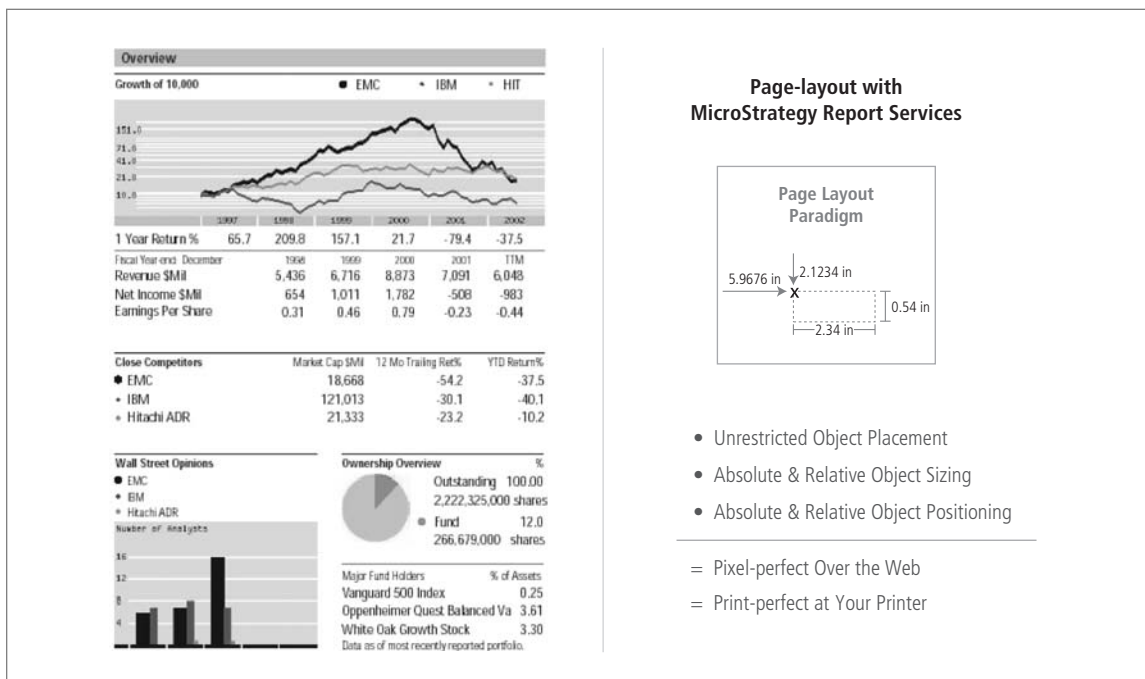 Overview
Growth of 10,000 EMC IBM HIT
151.0
71.0
41.0
21.0
10.0
1997 1998 1999 2000 2001 2002
1 Year Return % 65.7 209.8 157.1 21.7 -79.4 -37.5
Fiscal Year-end: December 1998 1999 2000 2001 TTM
Revenue $Mil 5,436 6,716 8,873 7,091 6,048
Net Income $Mil 654 1,011 1,782 -508 -983
Earnings Per Share 0.31 0.46 0.79 -0.23 -0.44
Close Competitors Market Cap $Mil 12 Mo Trailing Ret% YTD Return%
EMC 18,668 -54.2 -37.5
IBM 121,013 -30.1 -40.1
Hitachi ADR 21,333 -23.2 -10.2
Wall Street Opinions
EMC
IBM
Hitachi ADR
Number of Analysts
16
12
8
4
Ownership Overview %
Outstanding 100.00
2,222,325,000 shares
Fund 12.0
266,679,000 shares
Major Fund Holders % of Assets
Vanguard 500 Index 0.25
Oppenheimer Quest Balanced Va 3.61
White Oak Growth Stock 3.30
Data as of most recently reported portfolio.
Page-layout with
MicroStrategy Report Services
Page Layout
Paradigm
2.1234 in
5.9676 in
X
0.54 in
2.34 in
• Unrestricted Object Placement
• Absolute & Relative Object Sizing
• Absolute & Relative Object Positioning
= Pixel-perfect Over the Web
= Print-perfect at Your Printer